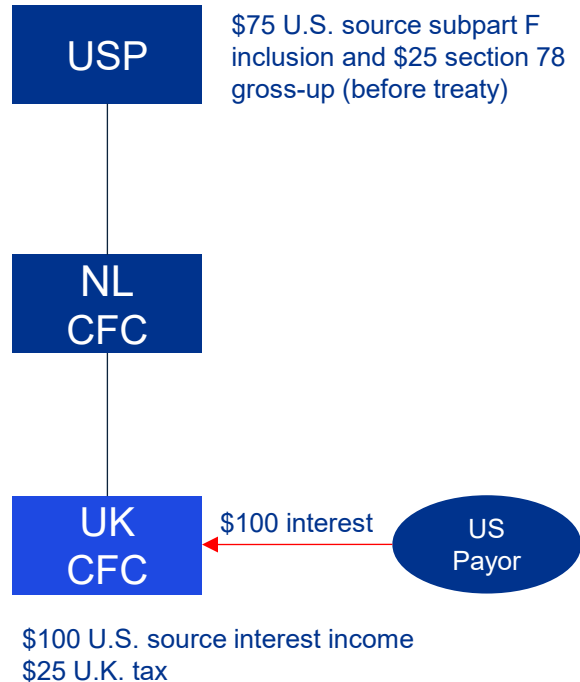 USP
$75 U.S. source subpart F
inclusion and $25 section 78
gross-up (before treaty)
NL
CFC
UK
CFC
$100 interest
US
Payor
$100 U.S. source interest income
$25 U.K. tax